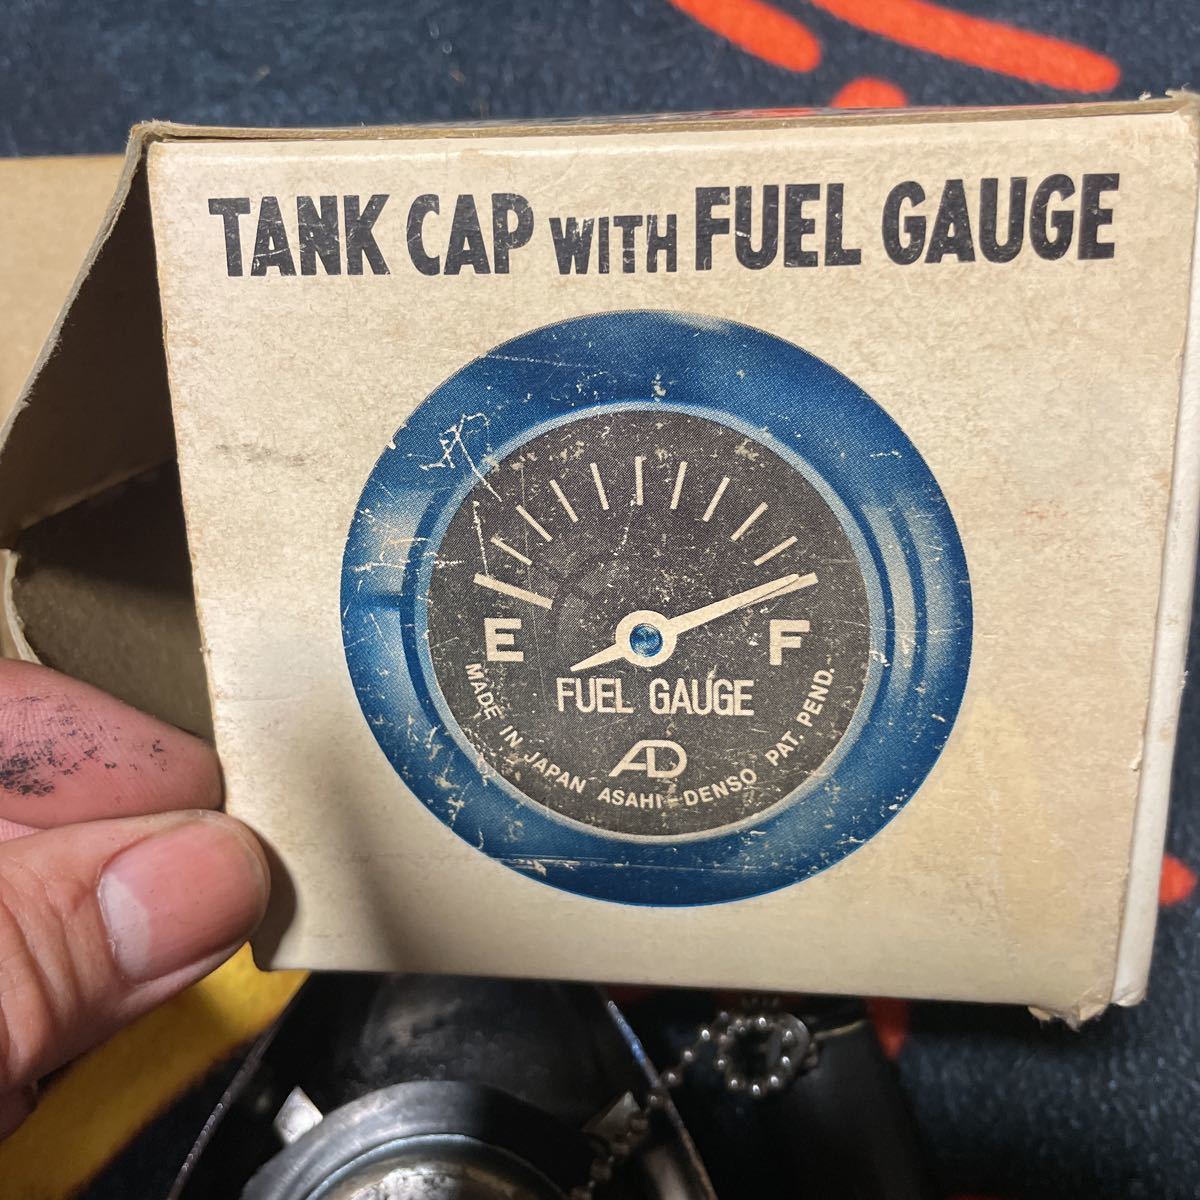 TANK CAP WITH FUEL GAUGE
E F
FUEL GAUGE
AD
MADE IN JAPAN ASAHI-DENSO PAT. PEND.